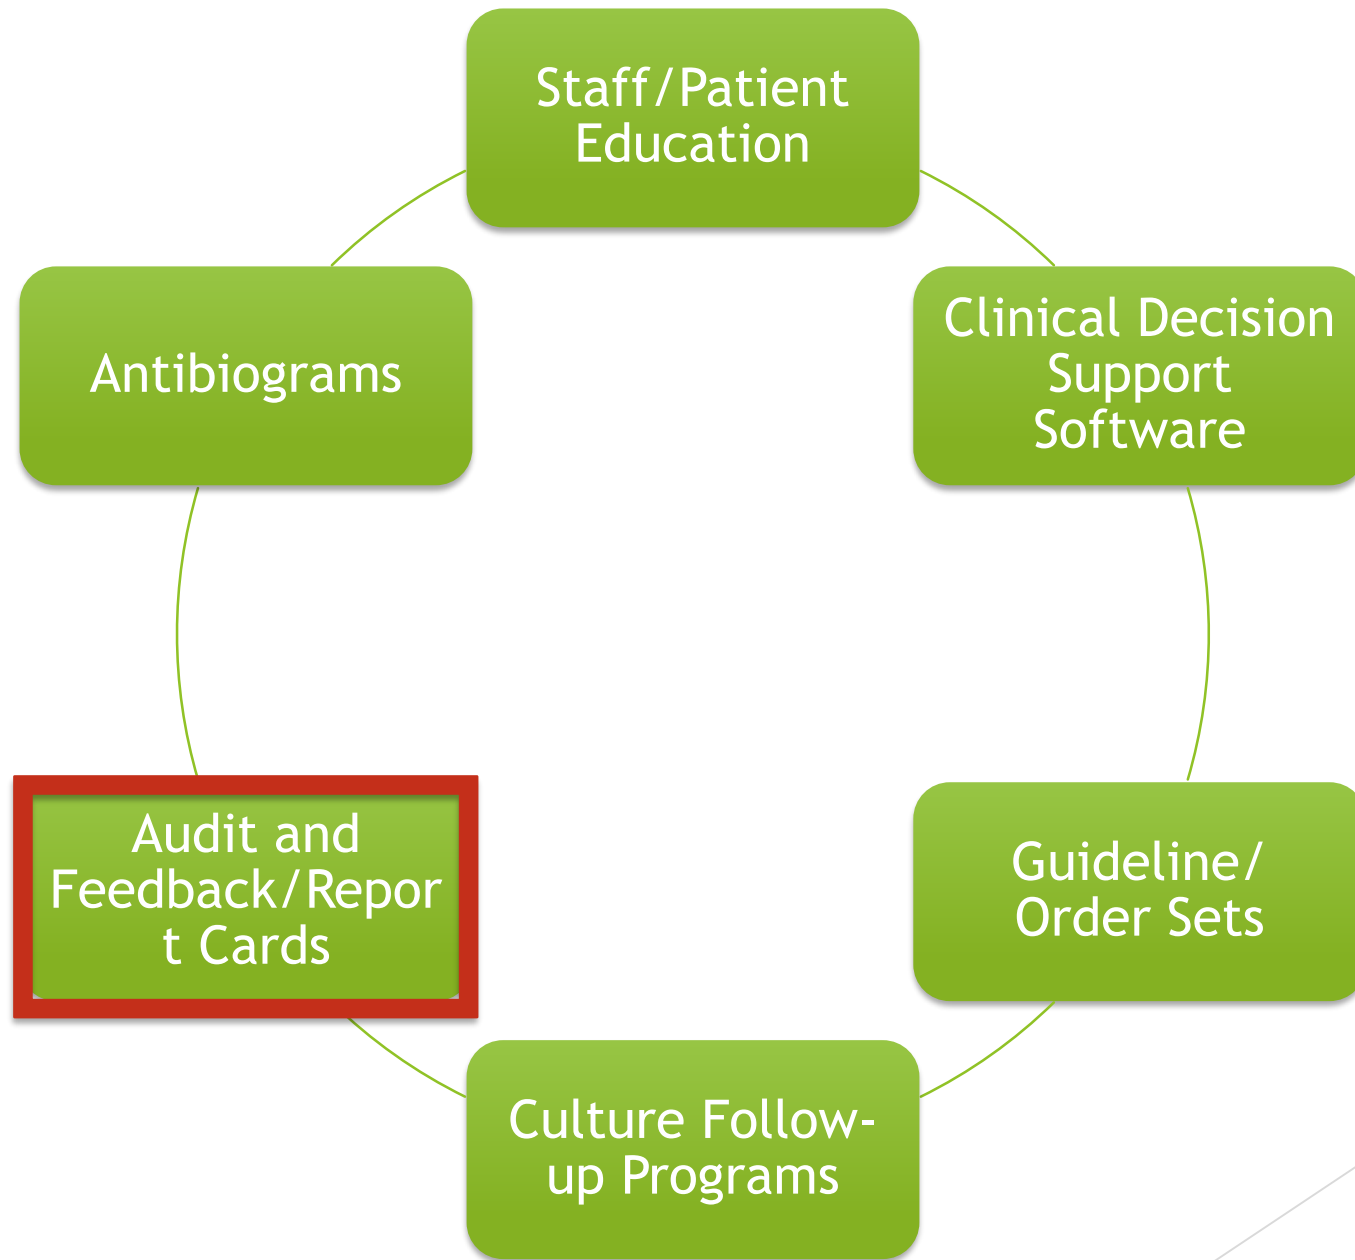 Staff/Patient
Education
Clinical Decision
Support
Software
Guideline/
Order Sets
Culture Follow-
up Programs
Audit and
Feedback/Repor
t Cards
Antibiograms